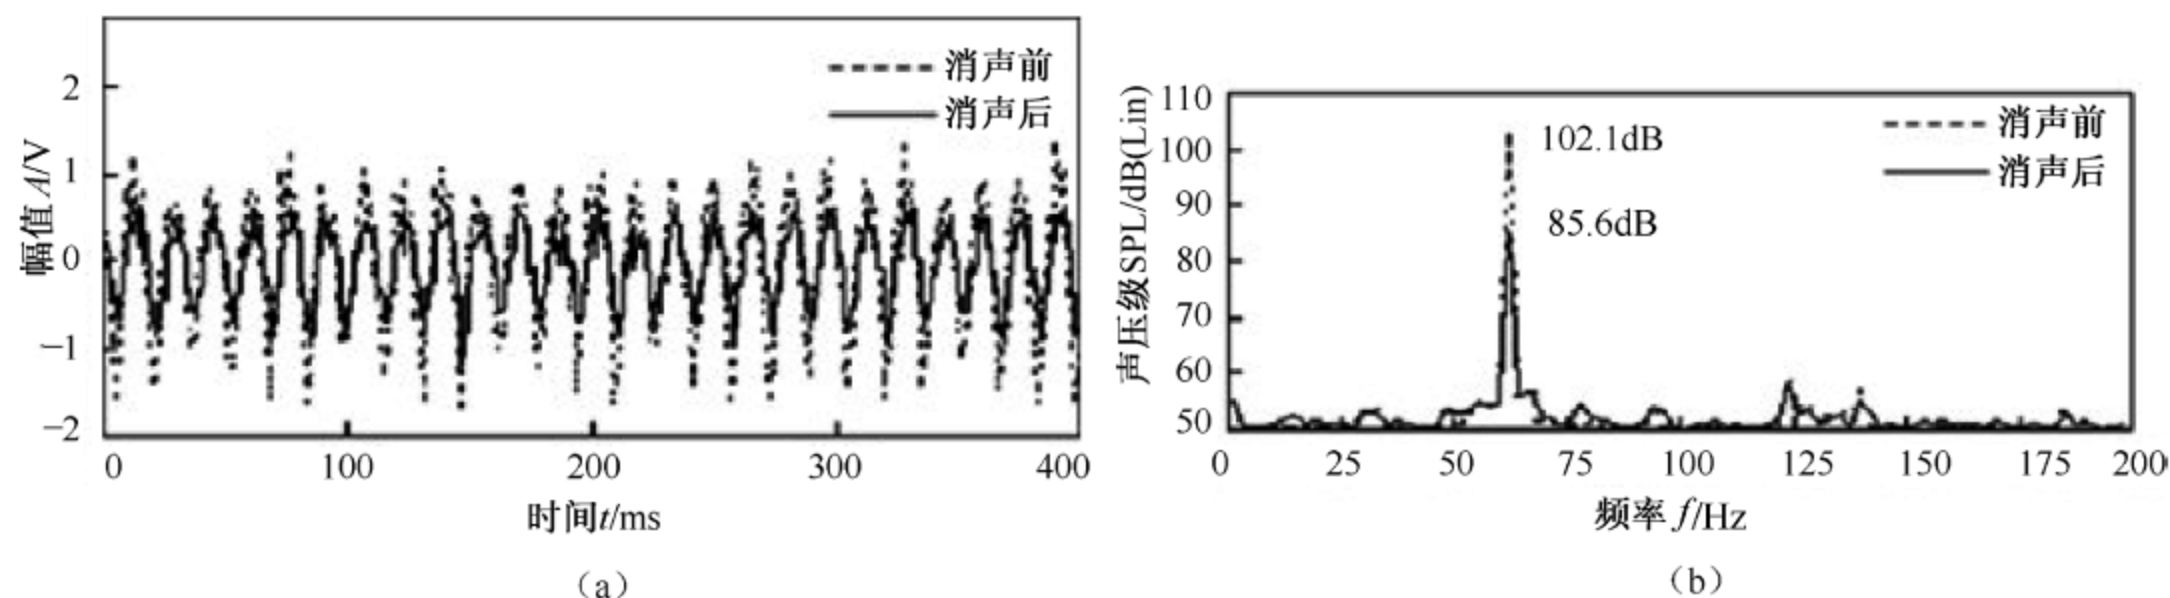 消声前
消声后
2
1
0
−1
−2
幅值 A/V
0 100 200 300 400
时间t/ms
(a)
110
100
90
80
70
60
50
声压级SPL/dB(Lin)
消声前
消声后
102.1dB
85.6dB
0 25 50 75 100 125 150 175 200
频率 f/Hz
(b)